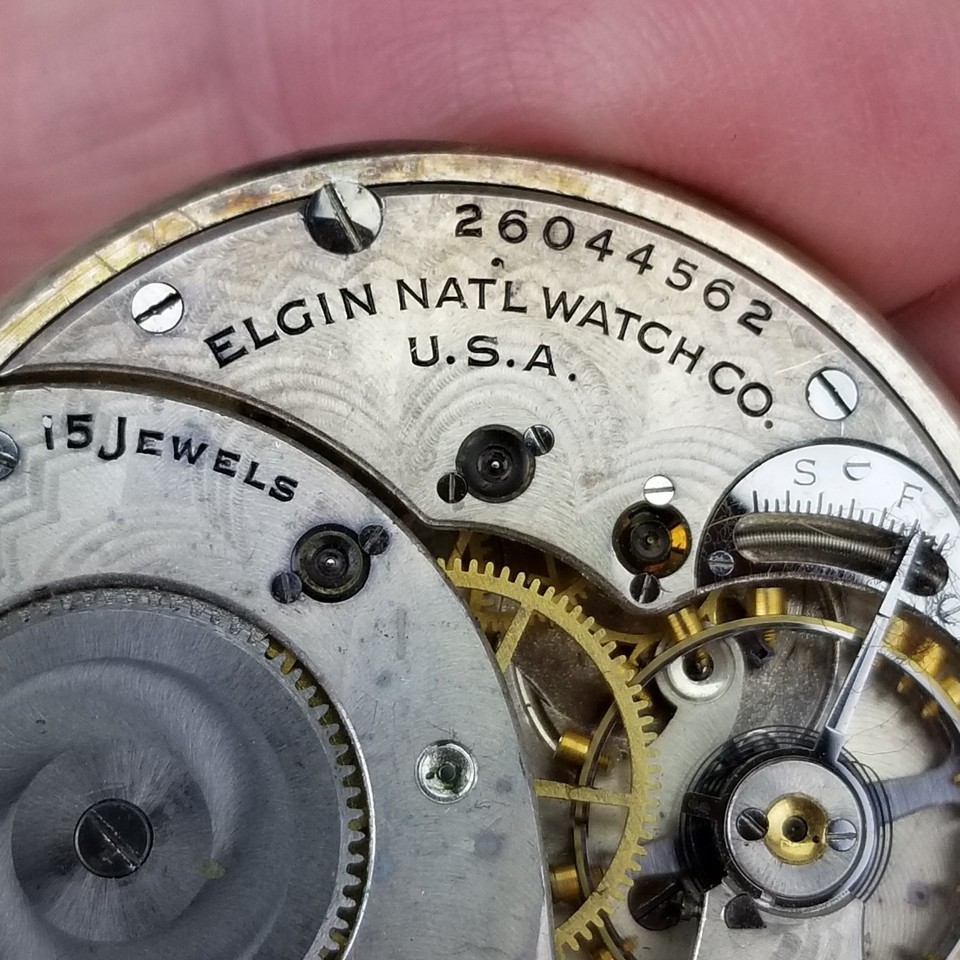 26044562
ELGIN NAT'L WATCH CO.
U.S.A.
15 JEWELS
S F